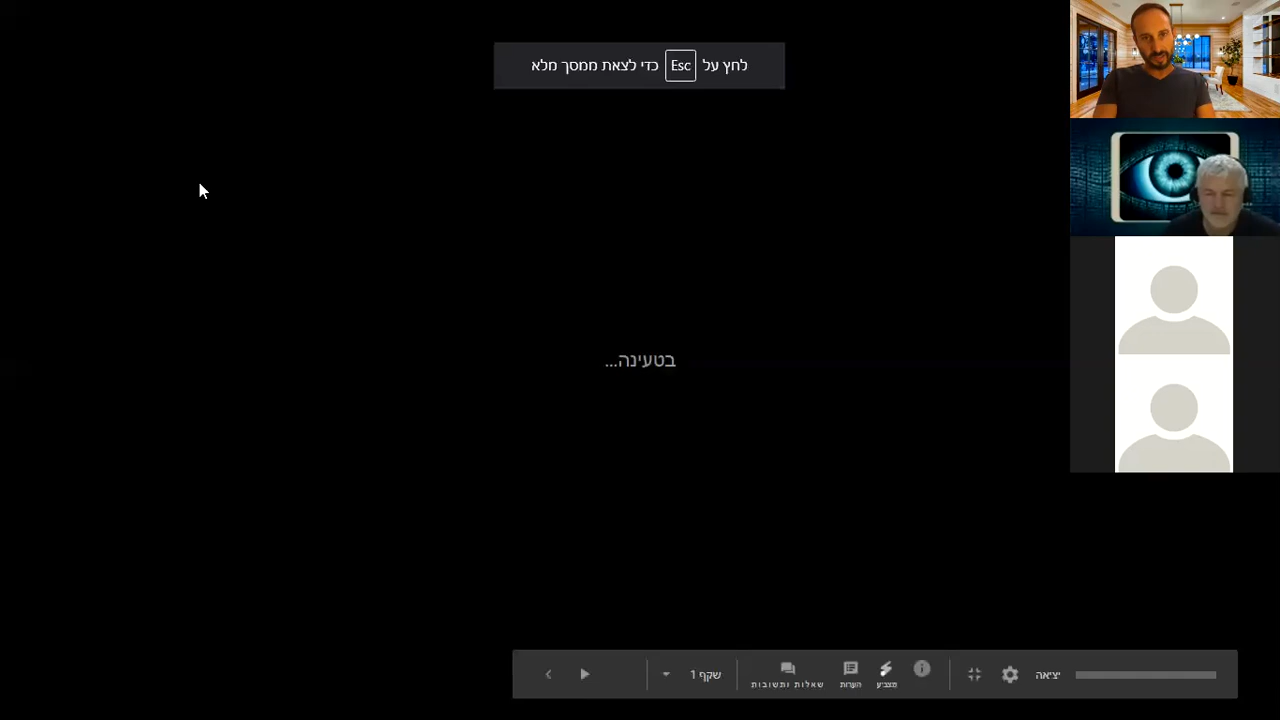 לחץ על Esc כדי לצאת ממסך מלא
בטעינה...
שקף 1
שאלות ותשובות
הערות
מצביע
יציאה